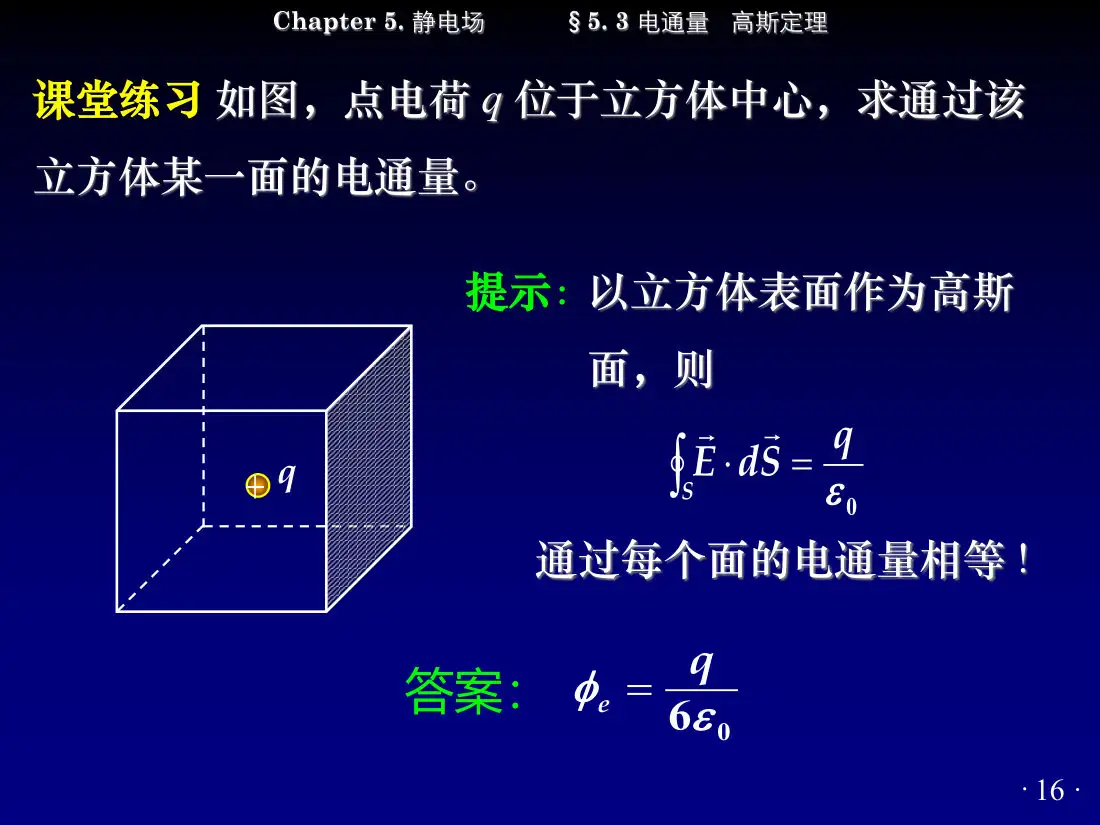 Chapter 5. 静电场 §5.3 电通量 高斯定理
课堂练习 如图，点电荷 q 位于立方体中心，求通过该
立方体某一面的电通量。
提示：以立方体表面作为高斯
面，则
q
∮_S E⃗ · dS⃗ = q/ε₀
通过每个面的电通量相等！
答案： ϕₑ = q/6ε₀
· 16 ·